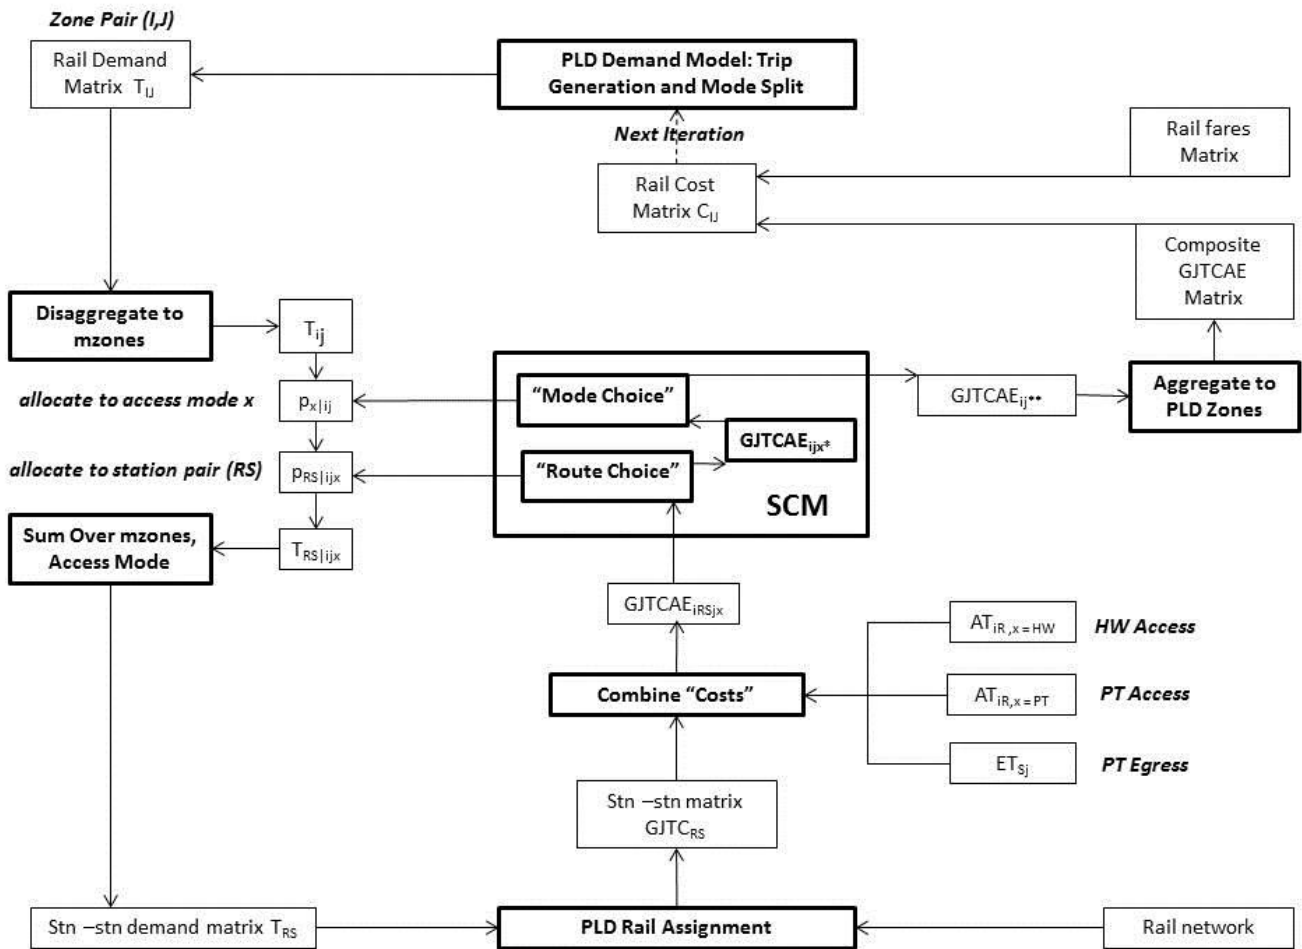 Zone Pair (I,J)
Rail Demand
Matrix T_IJ
PLD Demand Model: Trip
Generation and Mode Split
Next Iteration
Rail fares
Matrix
Rail Cost
Matrix C_IJ
Composite
GJTCAE
Matrix
Disaggregate to
mzones
T_ij
allocate to access mode x
p_x|ij
"Mode Choice"
GJTCAE_ij**
Aggregate to
PLD Zones
GJTCAE_ijx*
allocate to station pair (RS)
p_RS|ijx
"Route Choice"
SCM
Sum Over mzones,
Access Mode
T_RS|ijx
GJTCAE_iRSjx
AT_iR,x=HW
HW Access
Combine "Costs"
AT_iR,x=PT
PT Access
ET_Sj
PT Egress
Stn –stn matrix
GJTC_RS
Stn –stn demand matrix T_RS
PLD Rail Assignment
Rail network